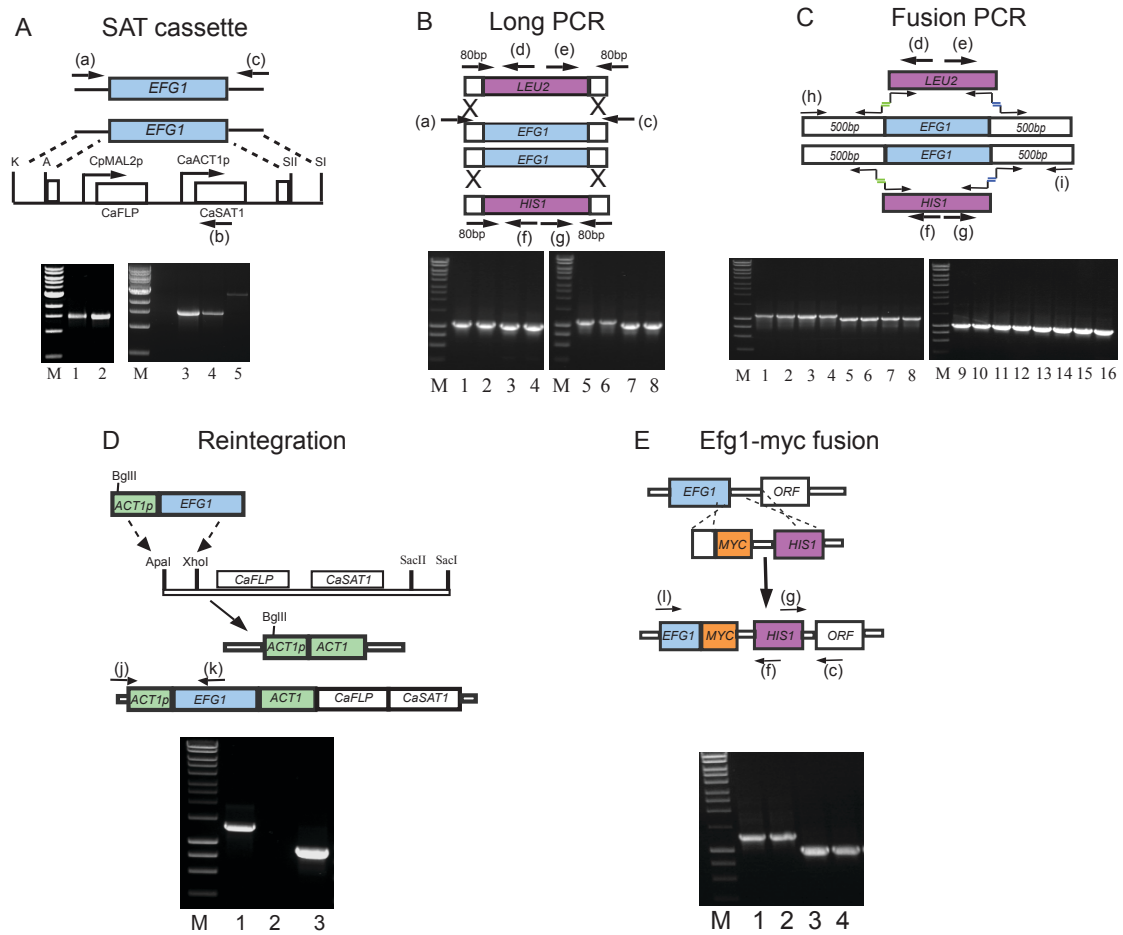 A SAT cassette
(a) (c)
EFG1
EFG1
K A CpMAL2p CaACT1p SII SI
CaFLP CaSAT1
(b)
M 1 2 M 3 4 5
B Long PCR
80bp (d) (e) 80bp
LEU2
X X
(a) (c)
EFG1
EFG1
X X
HIS1
80bp (f) (g) 80bp
M 1 2 3 4 M 5 6 7 8
C Fusion PCR
(d) (e)
LEU2
(h)
500bp EFG1 500bp
500bp EFG1 500bp
(i)
HIS1
(f) (g)
M 1 2 3 4 5 6 7 8 M 9 10 11 12 13 14 15 16
D Reintegration
BglII
ACT1p EFG1
ApaI XhoI SacII SacI
CaFLP CaSAT1
BglII
ACT1p ACT1
(j) (k)
ACT1p EFG1 ACT1 CaFLP CaSAT1
M 1 2 3
E Efg1-myc fusion
EFG1 ORF
MYC HIS1
(l) (g)
EFG1 MYC HIS1 ORF
(f) (c)
M 1 2 3 4